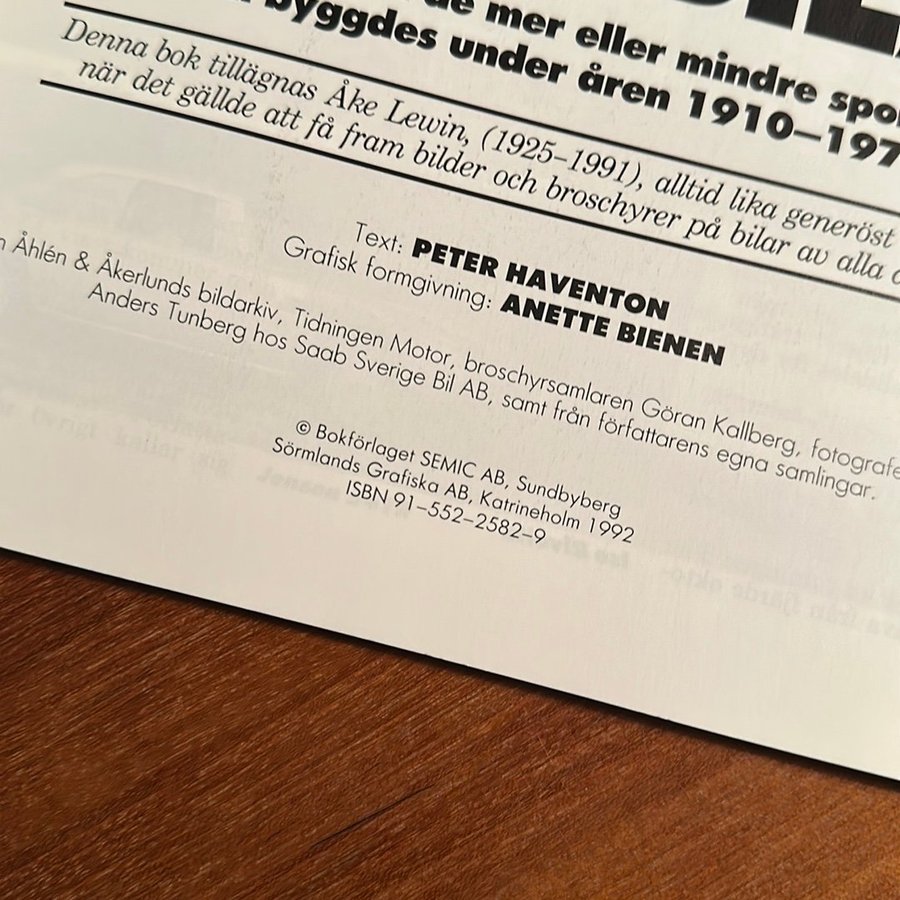 de mer eller mindre
byggdes under åren 1910–197
Denna bok tillägnas Åke Lewin, (1925–1991), alltid lika generöst
när det gällde att få fram bilder och broschyrer på bilar av alla
Text: PETER HAVENTON
Grafisk formgivning: ANETTE BIENEN
Åhlén & Åkerlunds bildarkiv, Tidningen Motor, broschyrsamlaren Göran Kallberg, fotografe
Anders Tunberg hos Saab Sverige Bil AB, samt från författarens egna samlingar.
© Bokförlaget SEMIC AB, Sundbyberg
Sörmlands Grafiska AB, Katrineholm 1992
ISBN 91–552–2582–9